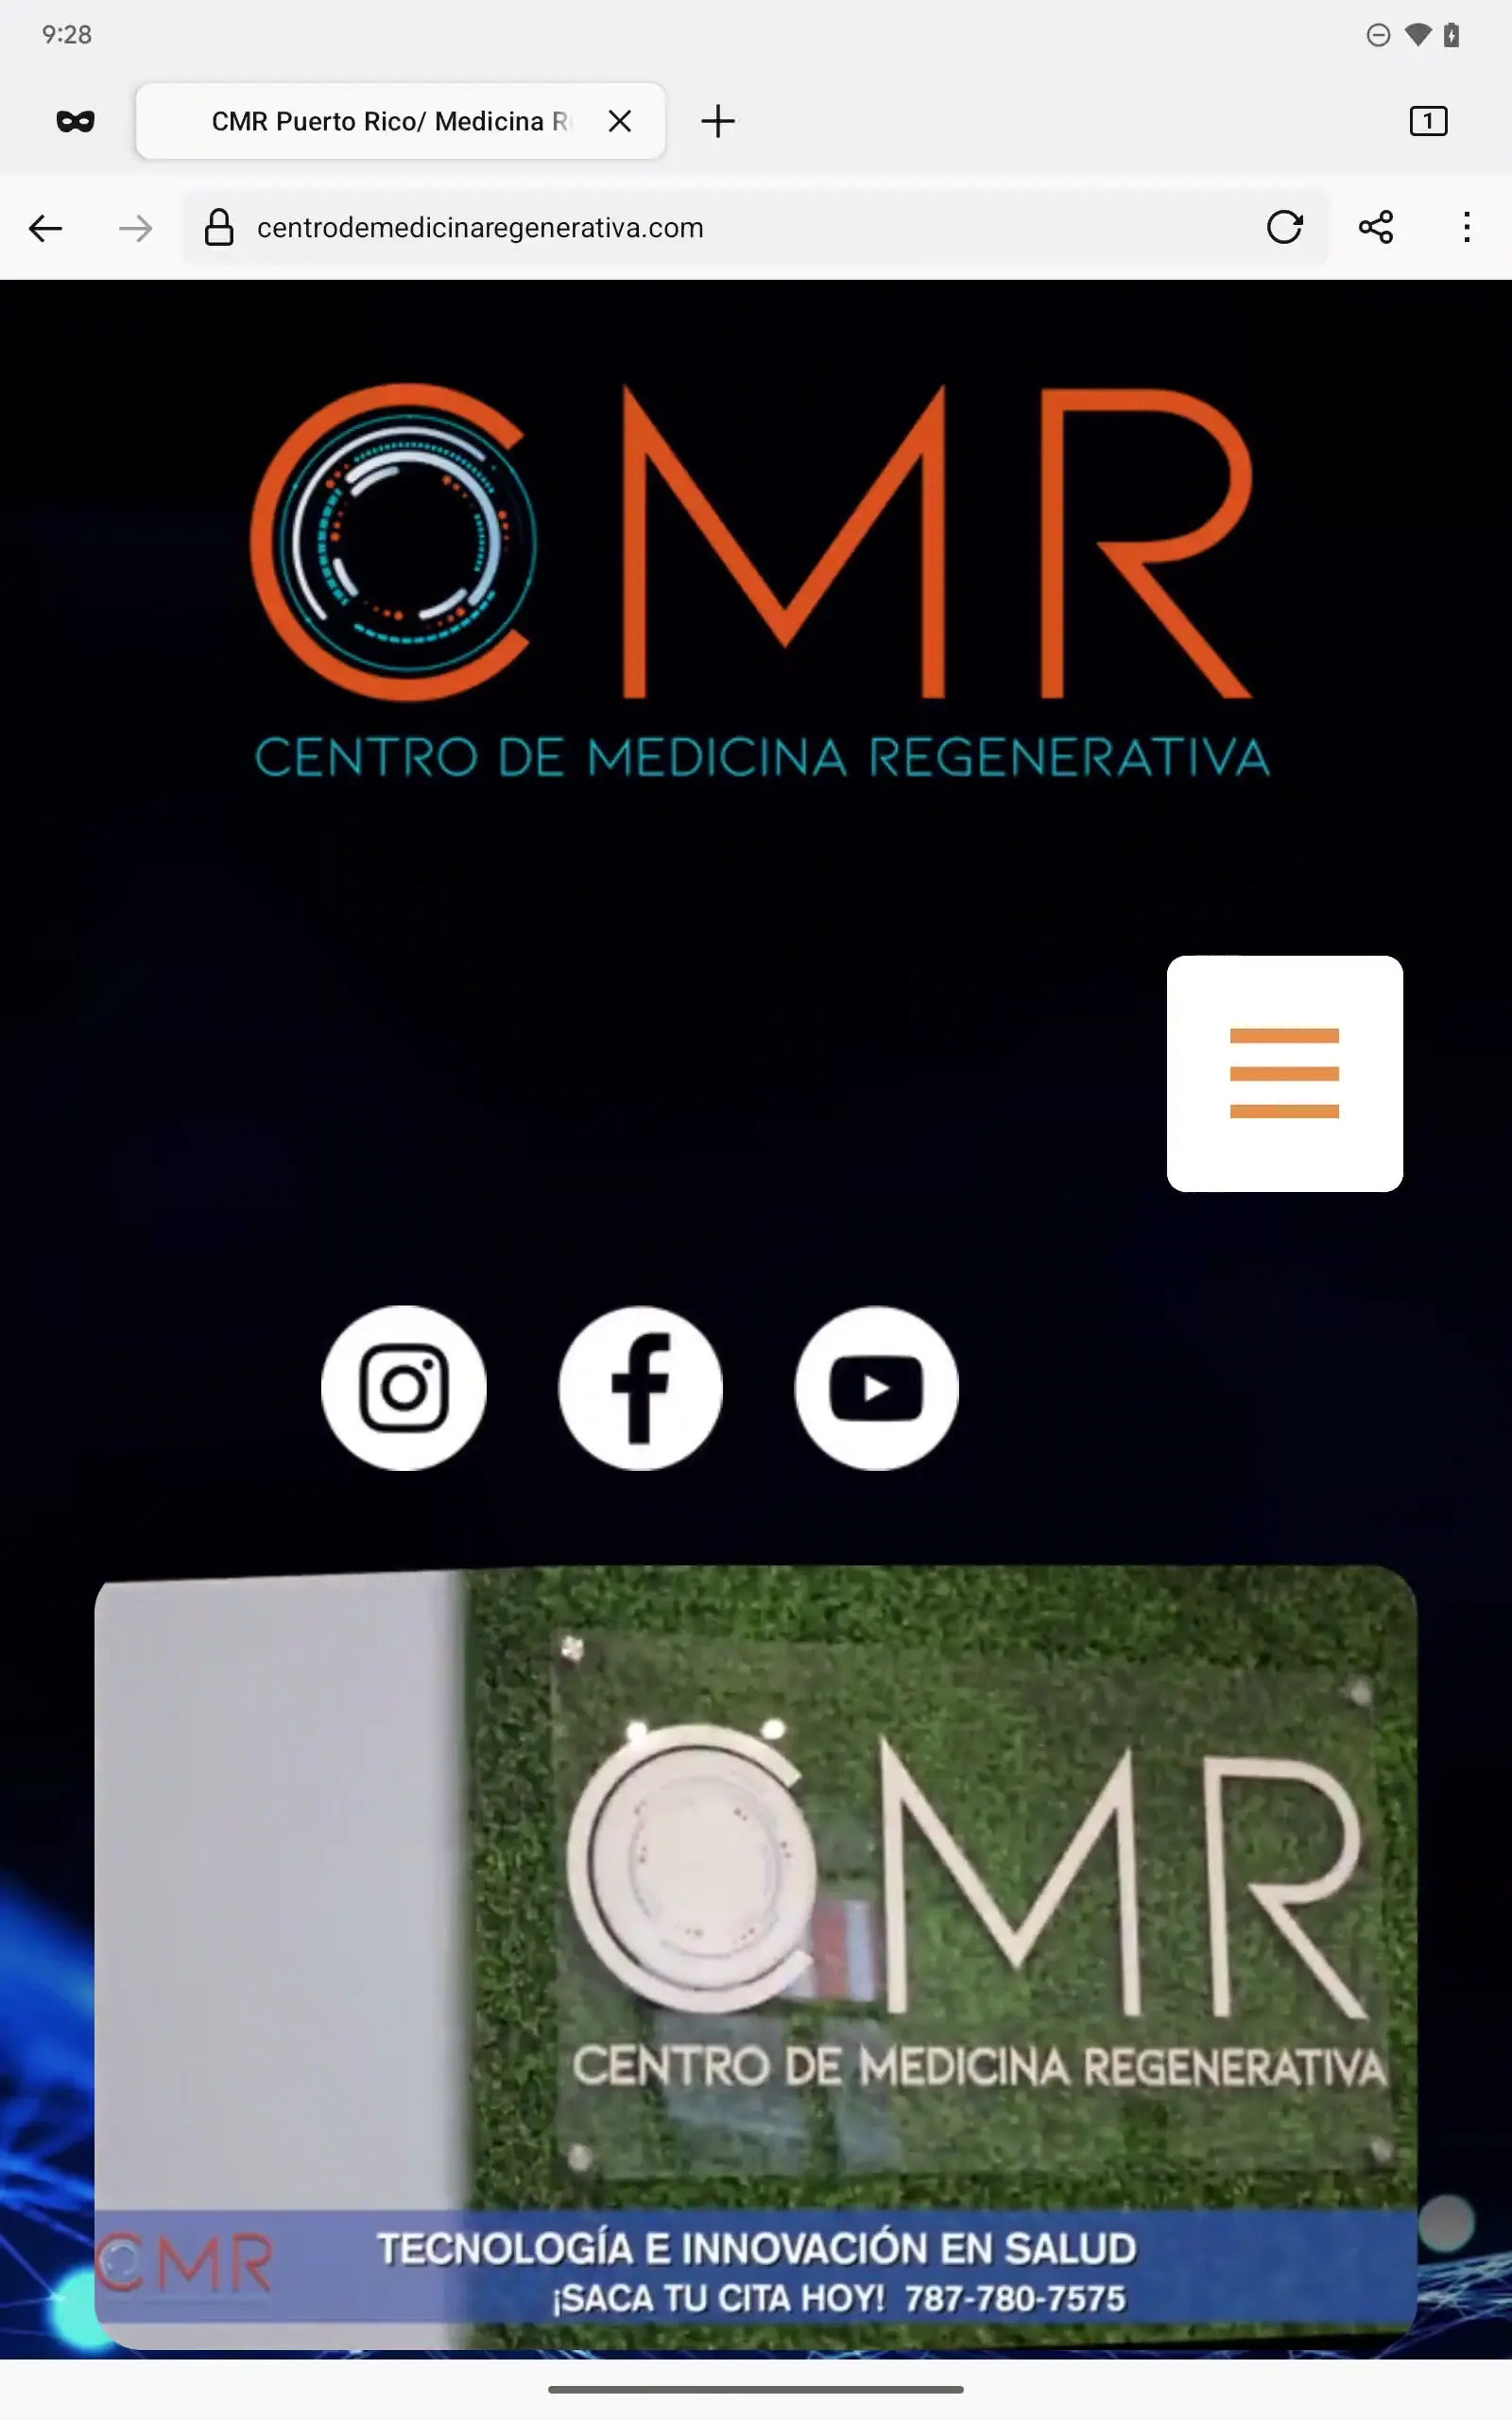 9:28
CMR Puerto Rico/ Medicina R
1
centrodemedicinaregenerativa.com
CMR
CENTRO DE MEDICINA REGENERATIVA
CMR
CENTRO DE MEDICINA REGENERATIVA
CMR
TECNOLOGÍA E INNOVACIÓN EN SALUD
¡SACA TU CITA HOY! 787-780-7575